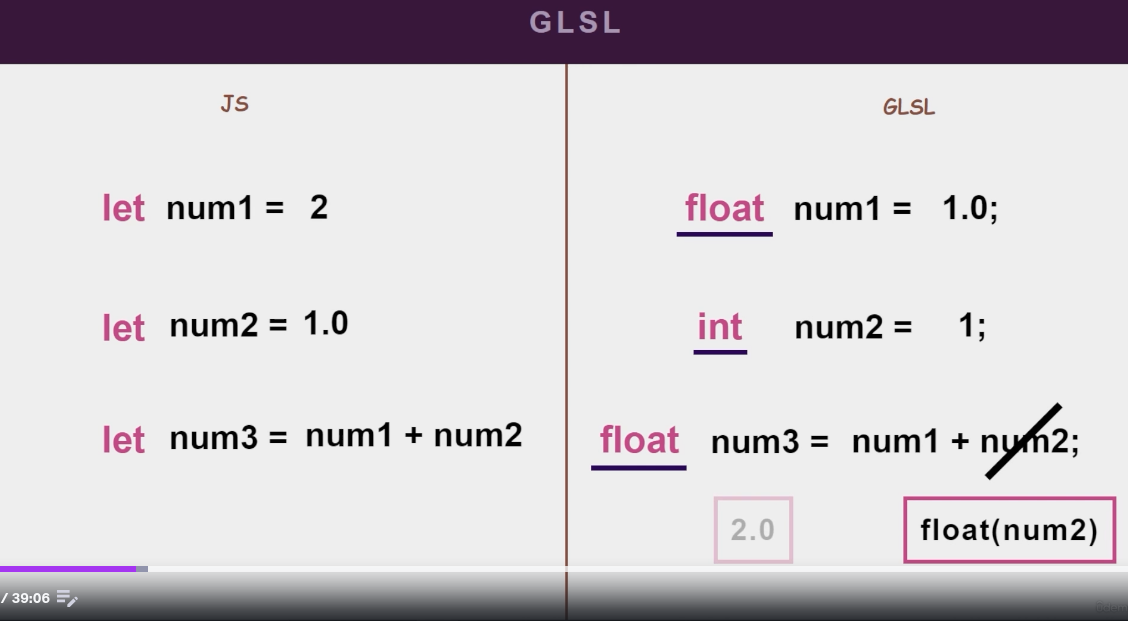 GLSL
JS
let num1 = 2
let num2 = 1.0
let num3 = num1 + num2
GLSL
float num1 = 1.0;
int num2 = 1;
float num3 = num1 + num2;
2.0
float(num2)
/ 39:06